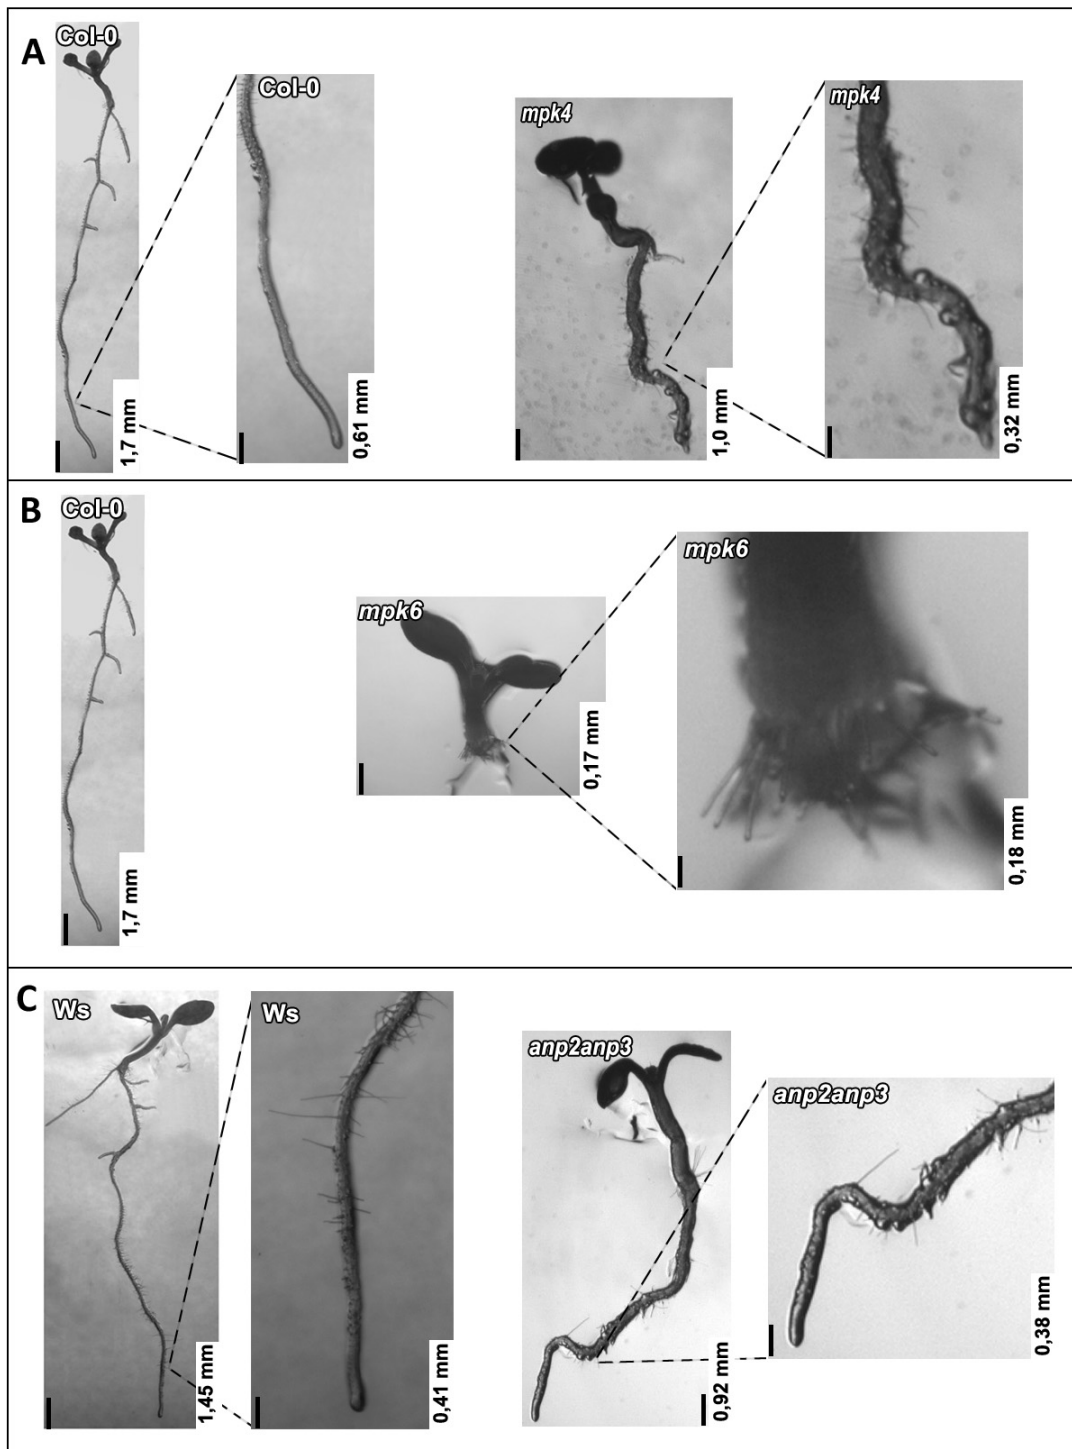 A
Col-0
Col-0
mpk4
mpk4
1,7 mm
0,61 mm
1,0 mm
0,32 mm
B
Col-0
mpk6
mpk6
1,7 mm
0,17 mm
0,18 mm
C
Ws
Ws
anp2anp3
anp2anp3
1,45 mm
0,41 mm
0,92 mm
0,38 mm